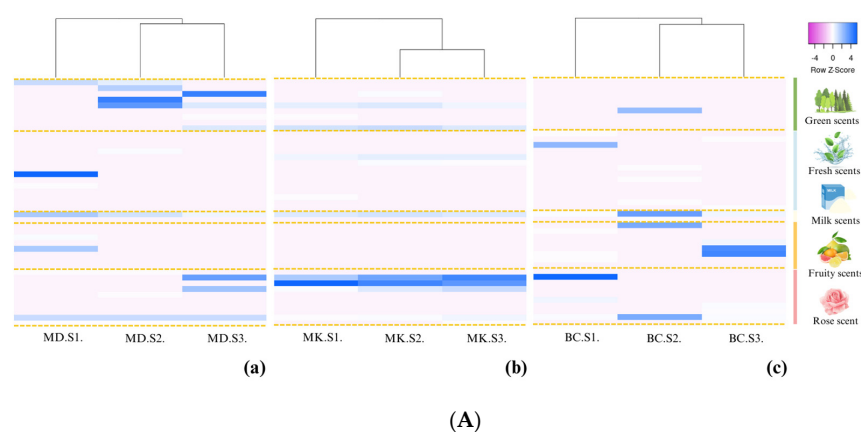 -4 0 4
Row Z-Score
Green scents
Fresh scents
MILK
Milk scents
Fruity scents
Rose scent
MD.S1. MD.S2. MD.S3. MK.S1. MK.S2. MK.S3. BC.S1. BC.S2. BC.S3.
(a) (b) (c)
(A)